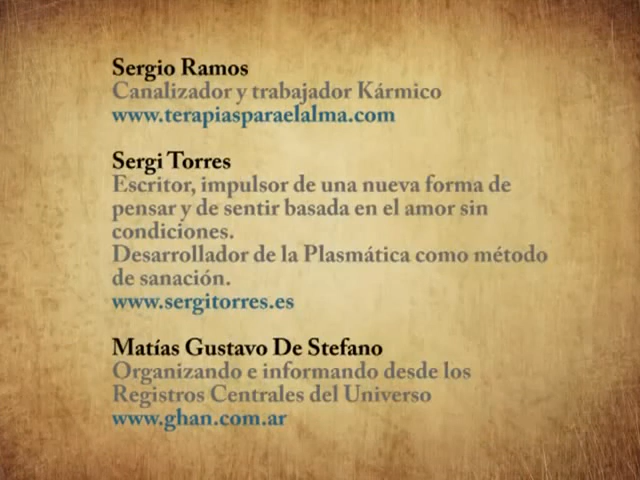 Sergio Ramos
Canalizador y trabajador Kármico
www.terapiasparaelalma.com
Sergi Torres
Escritor, impulsor de una nueva forma de
pensar y de sentir basada en el amor sin
condiciones.
Desarrollador de la Plasmática como método
de sanación.
www.sergitorres.es
Matías Gustavo De Stefano
Organizando e informando desde los
Registros Centrales del Universo
www.ghan.com.ar